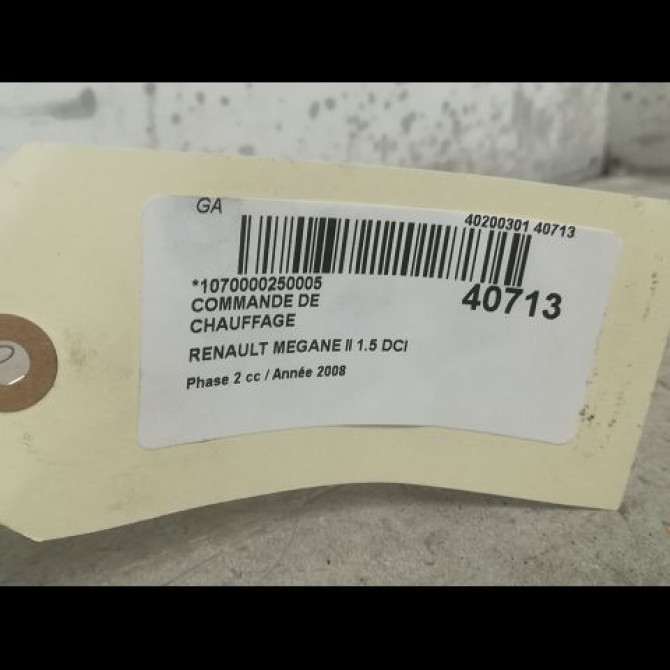 GA
40200301 40713
*1070000250005
40713
COMMANDE DE
CHAUFFAGE
RENAULT MEGANE II 1.5 DCI
Phase 2 cc / Année 2008